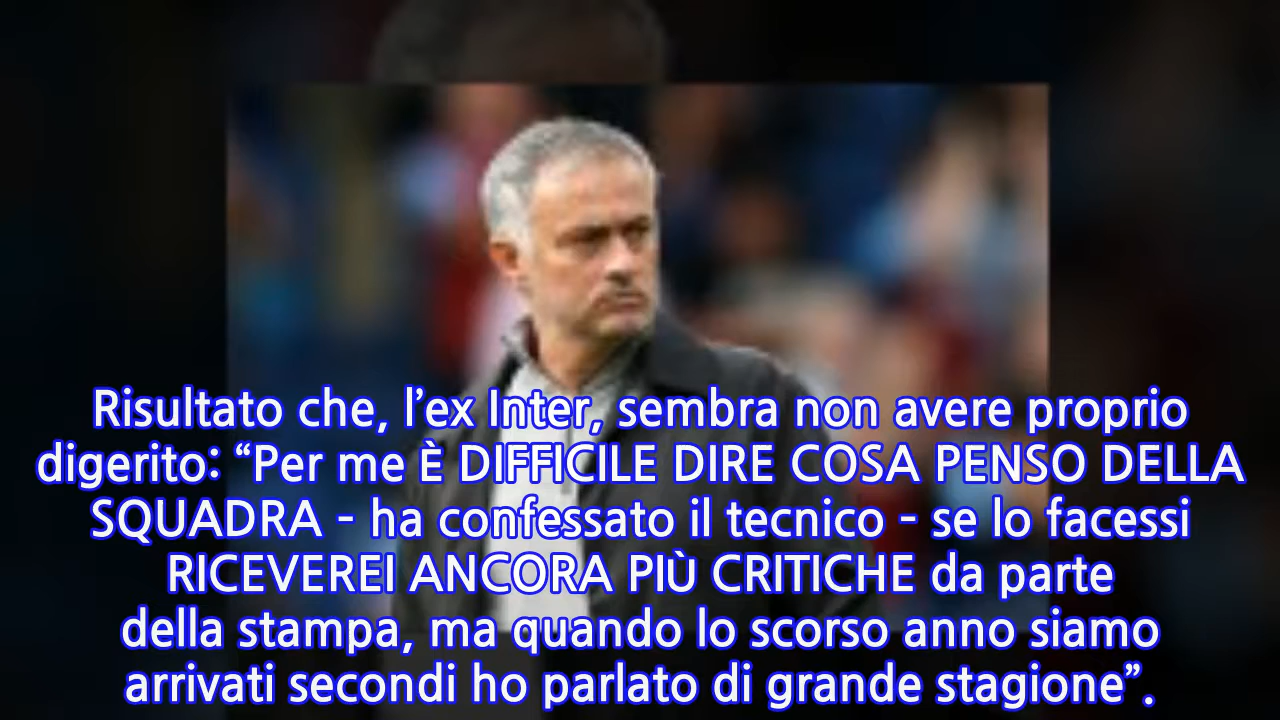 Risultato che, l’ex Inter, sembra non avere proprio
digerito: “Per me È DIFFICILE DIRE COSA PENSO DELLA
SQUADRA - ha confessato il tecnico - se lo facessi
RICEVEREI ANCORA PIÙ CRITICHE da parte
della stampa, ma quando lo scorso anno siamo
arrivati secondi ho parlato di grande stagione”.